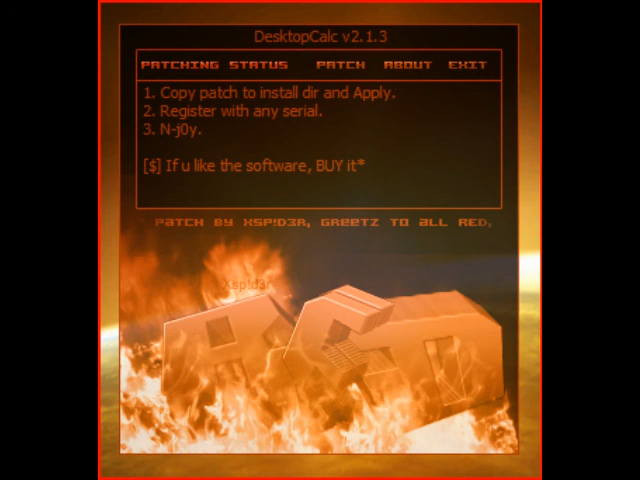 DesktopCalc v2.1.3
PATCHING STATUS PATCH ABOUT EXIT
1. Copy patch to install dir and Apply.
2. Register with any serial.
3. N-j0y.
[$] If u like the software, BUY it*
PATCH BY XSP!D3R, GREETZ TO ALL RED,
Xsp!d3r